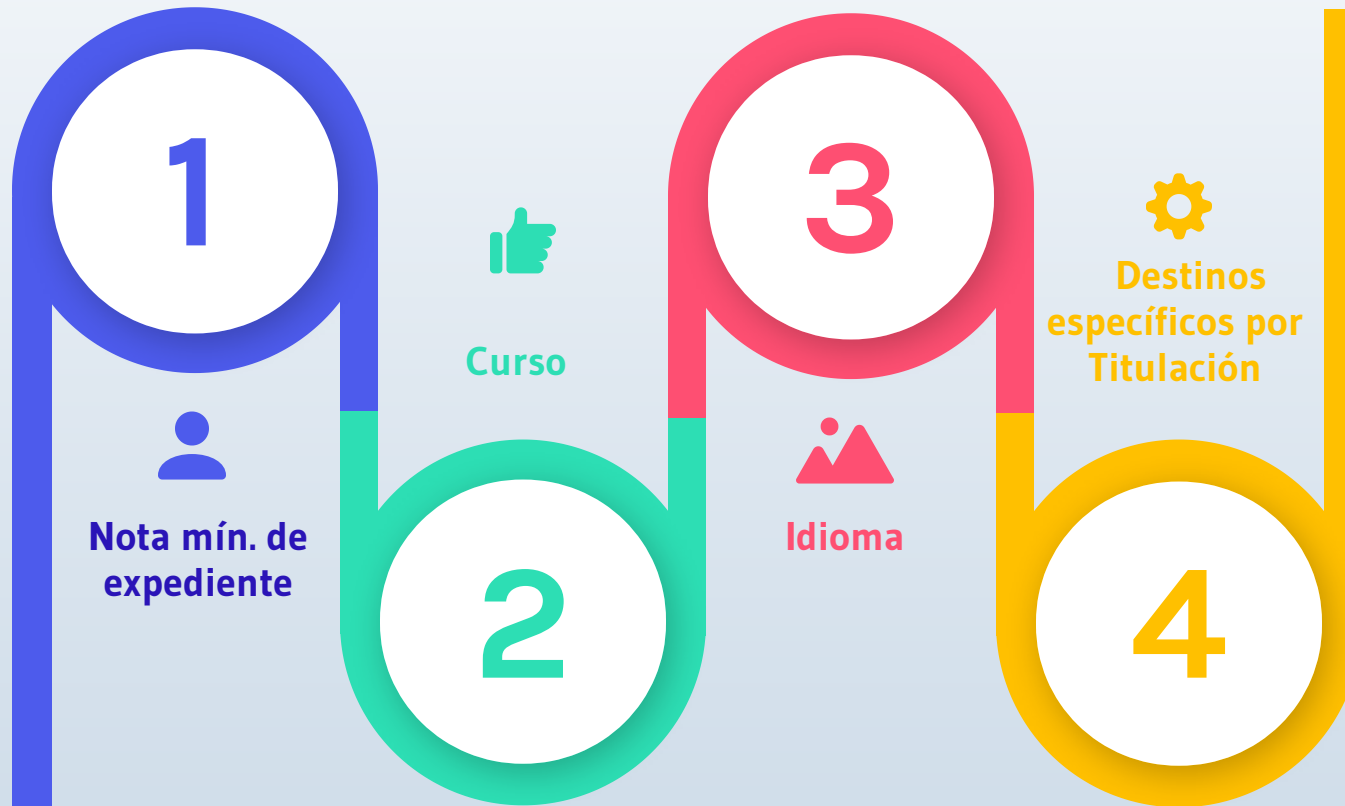 1
Nota mín. de
expediente
Curso
2
3
Idioma
Destinos
específicos por
Titulación
4